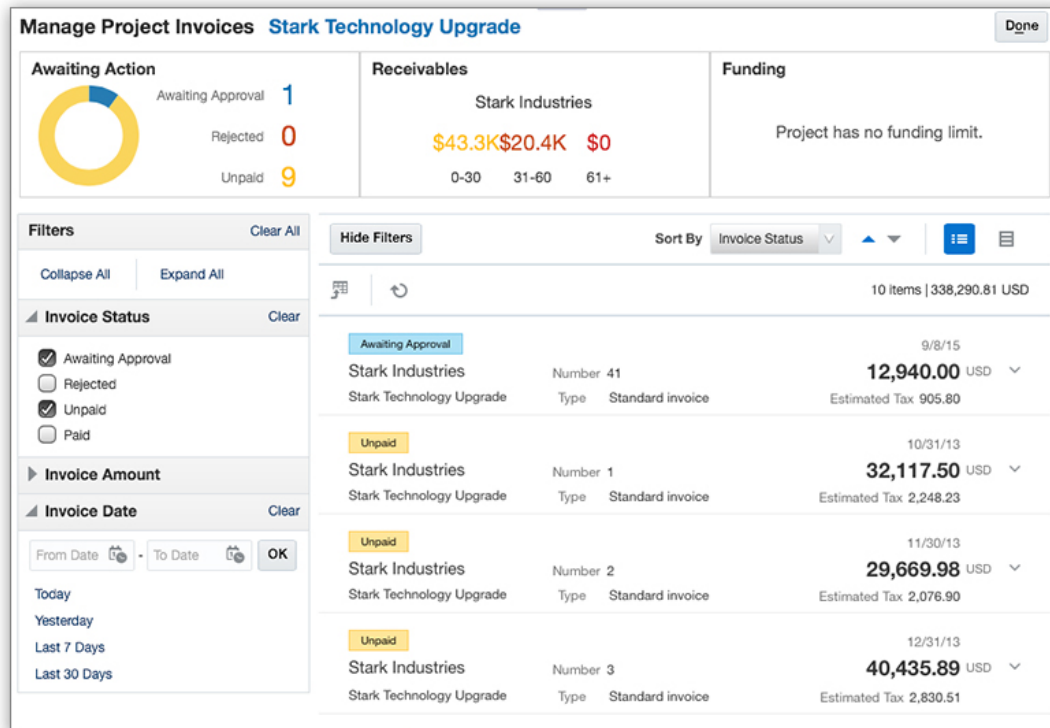 Manage Project Invoices Stark Technology Upgrade
Done
Awaiting Action
Awaiting Approval 1
Rejected 0
Unpaid 9
Receivables
Stark Industries
$43.3K $20.4K $0
0-30 31-60 61+
Funding
Project has no funding limit.
Filters Clear All
Collapse All Expand All
Invoice Status Clear
Awaiting Approval
Rejected
Unpaid
Paid
Invoice Amount
Invoice Date Clear
From Date - To Date OK
Today
Yesterday
Last 7 Days
Last 30 Days
Hide Filters Sort By Invoice Status
10 items | 338,290.81 USD
Awaiting Approval 9/8/15
Stark Industries Number 41 12,940.00 USD
Stark Technology Upgrade Type Standard invoice Estimated Tax 905.80
Unpaid 10/31/13
Stark Industries Number 1 32,117.50 USD
Stark Technology Upgrade Type Standard invoice Estimated Tax 2,248.23
Unpaid 11/30/13
Stark Industries Number 2 29,669.98 USD
Stark Technology Upgrade Type Standard invoice Estimated Tax 2,076.90
Unpaid 12/31/13
Stark Industries Number 3 40,435.89 USD
Stark Technology Upgrade Type Standard invoice Estimated Tax 2,830.51